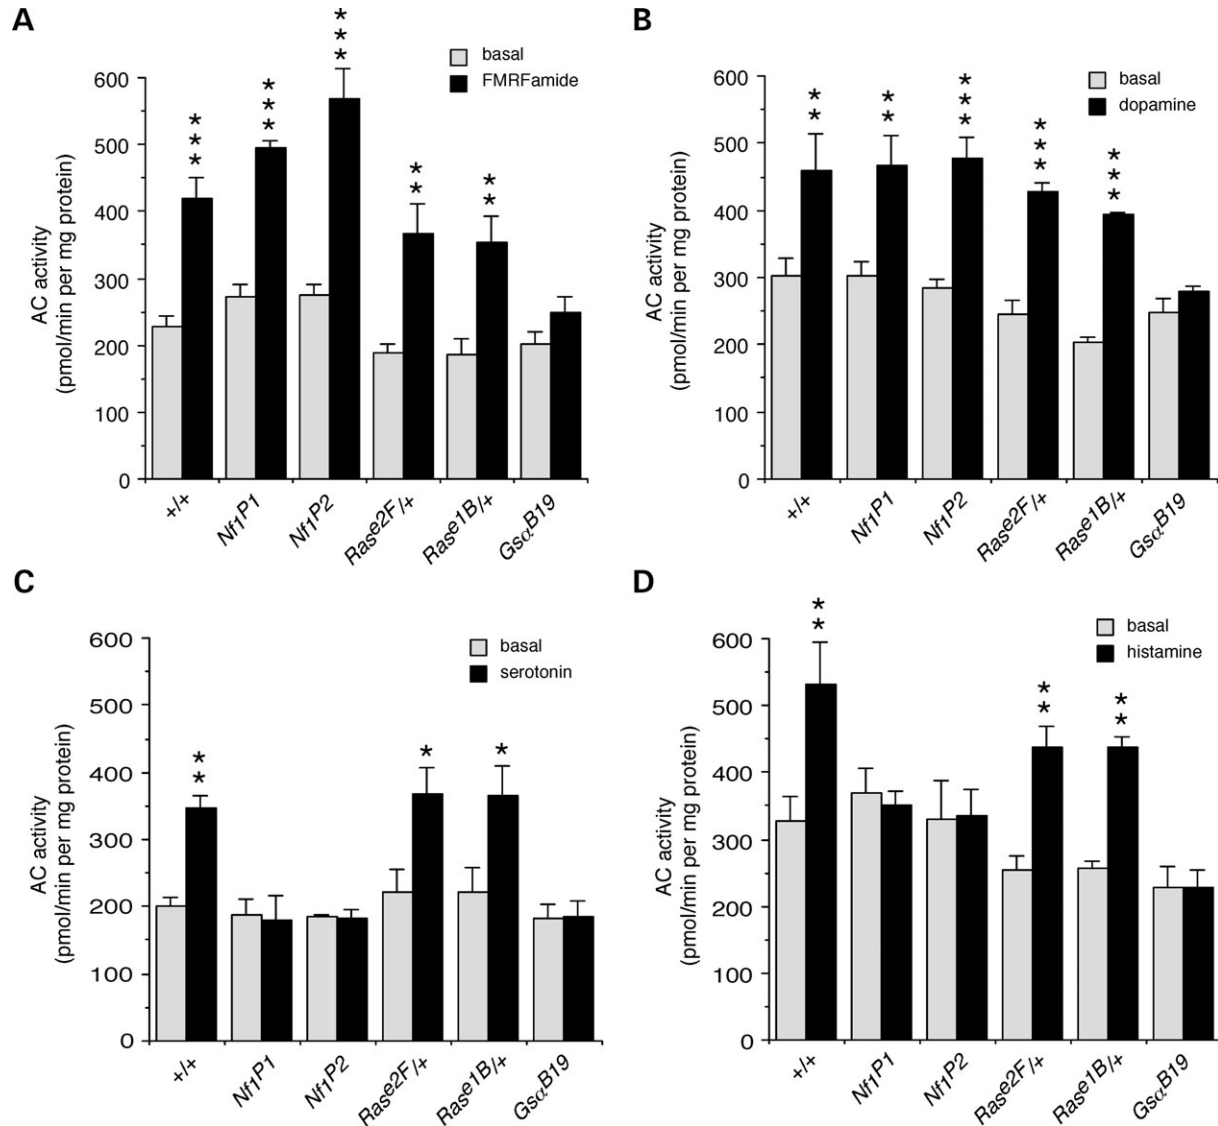 A
***
***
***
**
**
basal
FMRFamide
AC activity
(pmol/min per mg protein)
600
500
400
300
200
100
0
+/+
Nf1P1
Nf1P2
Rase2F/+
Rase1B/+
GsαB19
B
**
**
***
***
***
basal
dopamine
AC activity
(pmol/min per mg protein)
600
500
400
300
200
100
0
+/+
Nf1P1
Nf1P2
Rase2F/+
Rase1B/+
GsαB19
C
**
*
*
basal
serotonin
AC activity
(pmol/min per mg protein)
600
500
400
300
200
100
0
+/+
Nf1P1
Nf1P2
Rase2F/+
Rase1B/+
GsαB19
D
**
**
**
basal
histamine
AC activity
(pmol/min per mg protein)
600
500
400
300
200
100
0
+/+
Nf1P1
Nf1P2
Rase2F/+
Rase1B/+
GsαB19